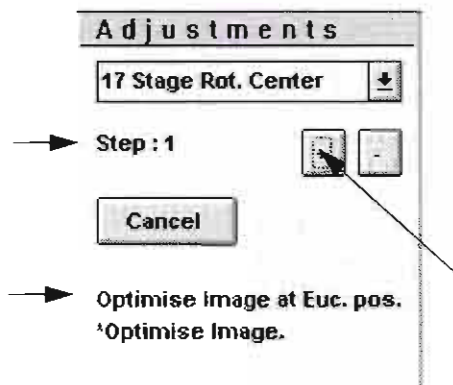 Adjustments
17 Stage Rot. Center
Step : 1
-
Cancel
Optimise Image at Euc. pos.
*Optimise Image.